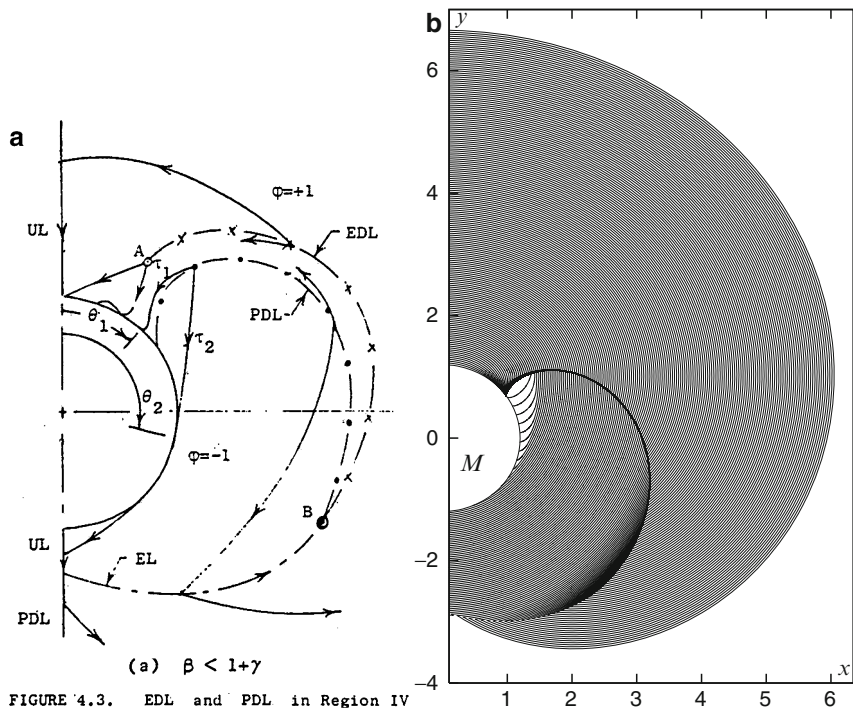 a
UL
φ=+1
A
τ1
EDL
θ1
PDL
τ2
θ2
φ=-1
B
UL
EL
PDL
(a) β < 1+γ
FIGURE 4.3. EDL and PDL in Region IV
b
y
6
4
2
0
M
−2
−4
1
2
3
4
5
6
x